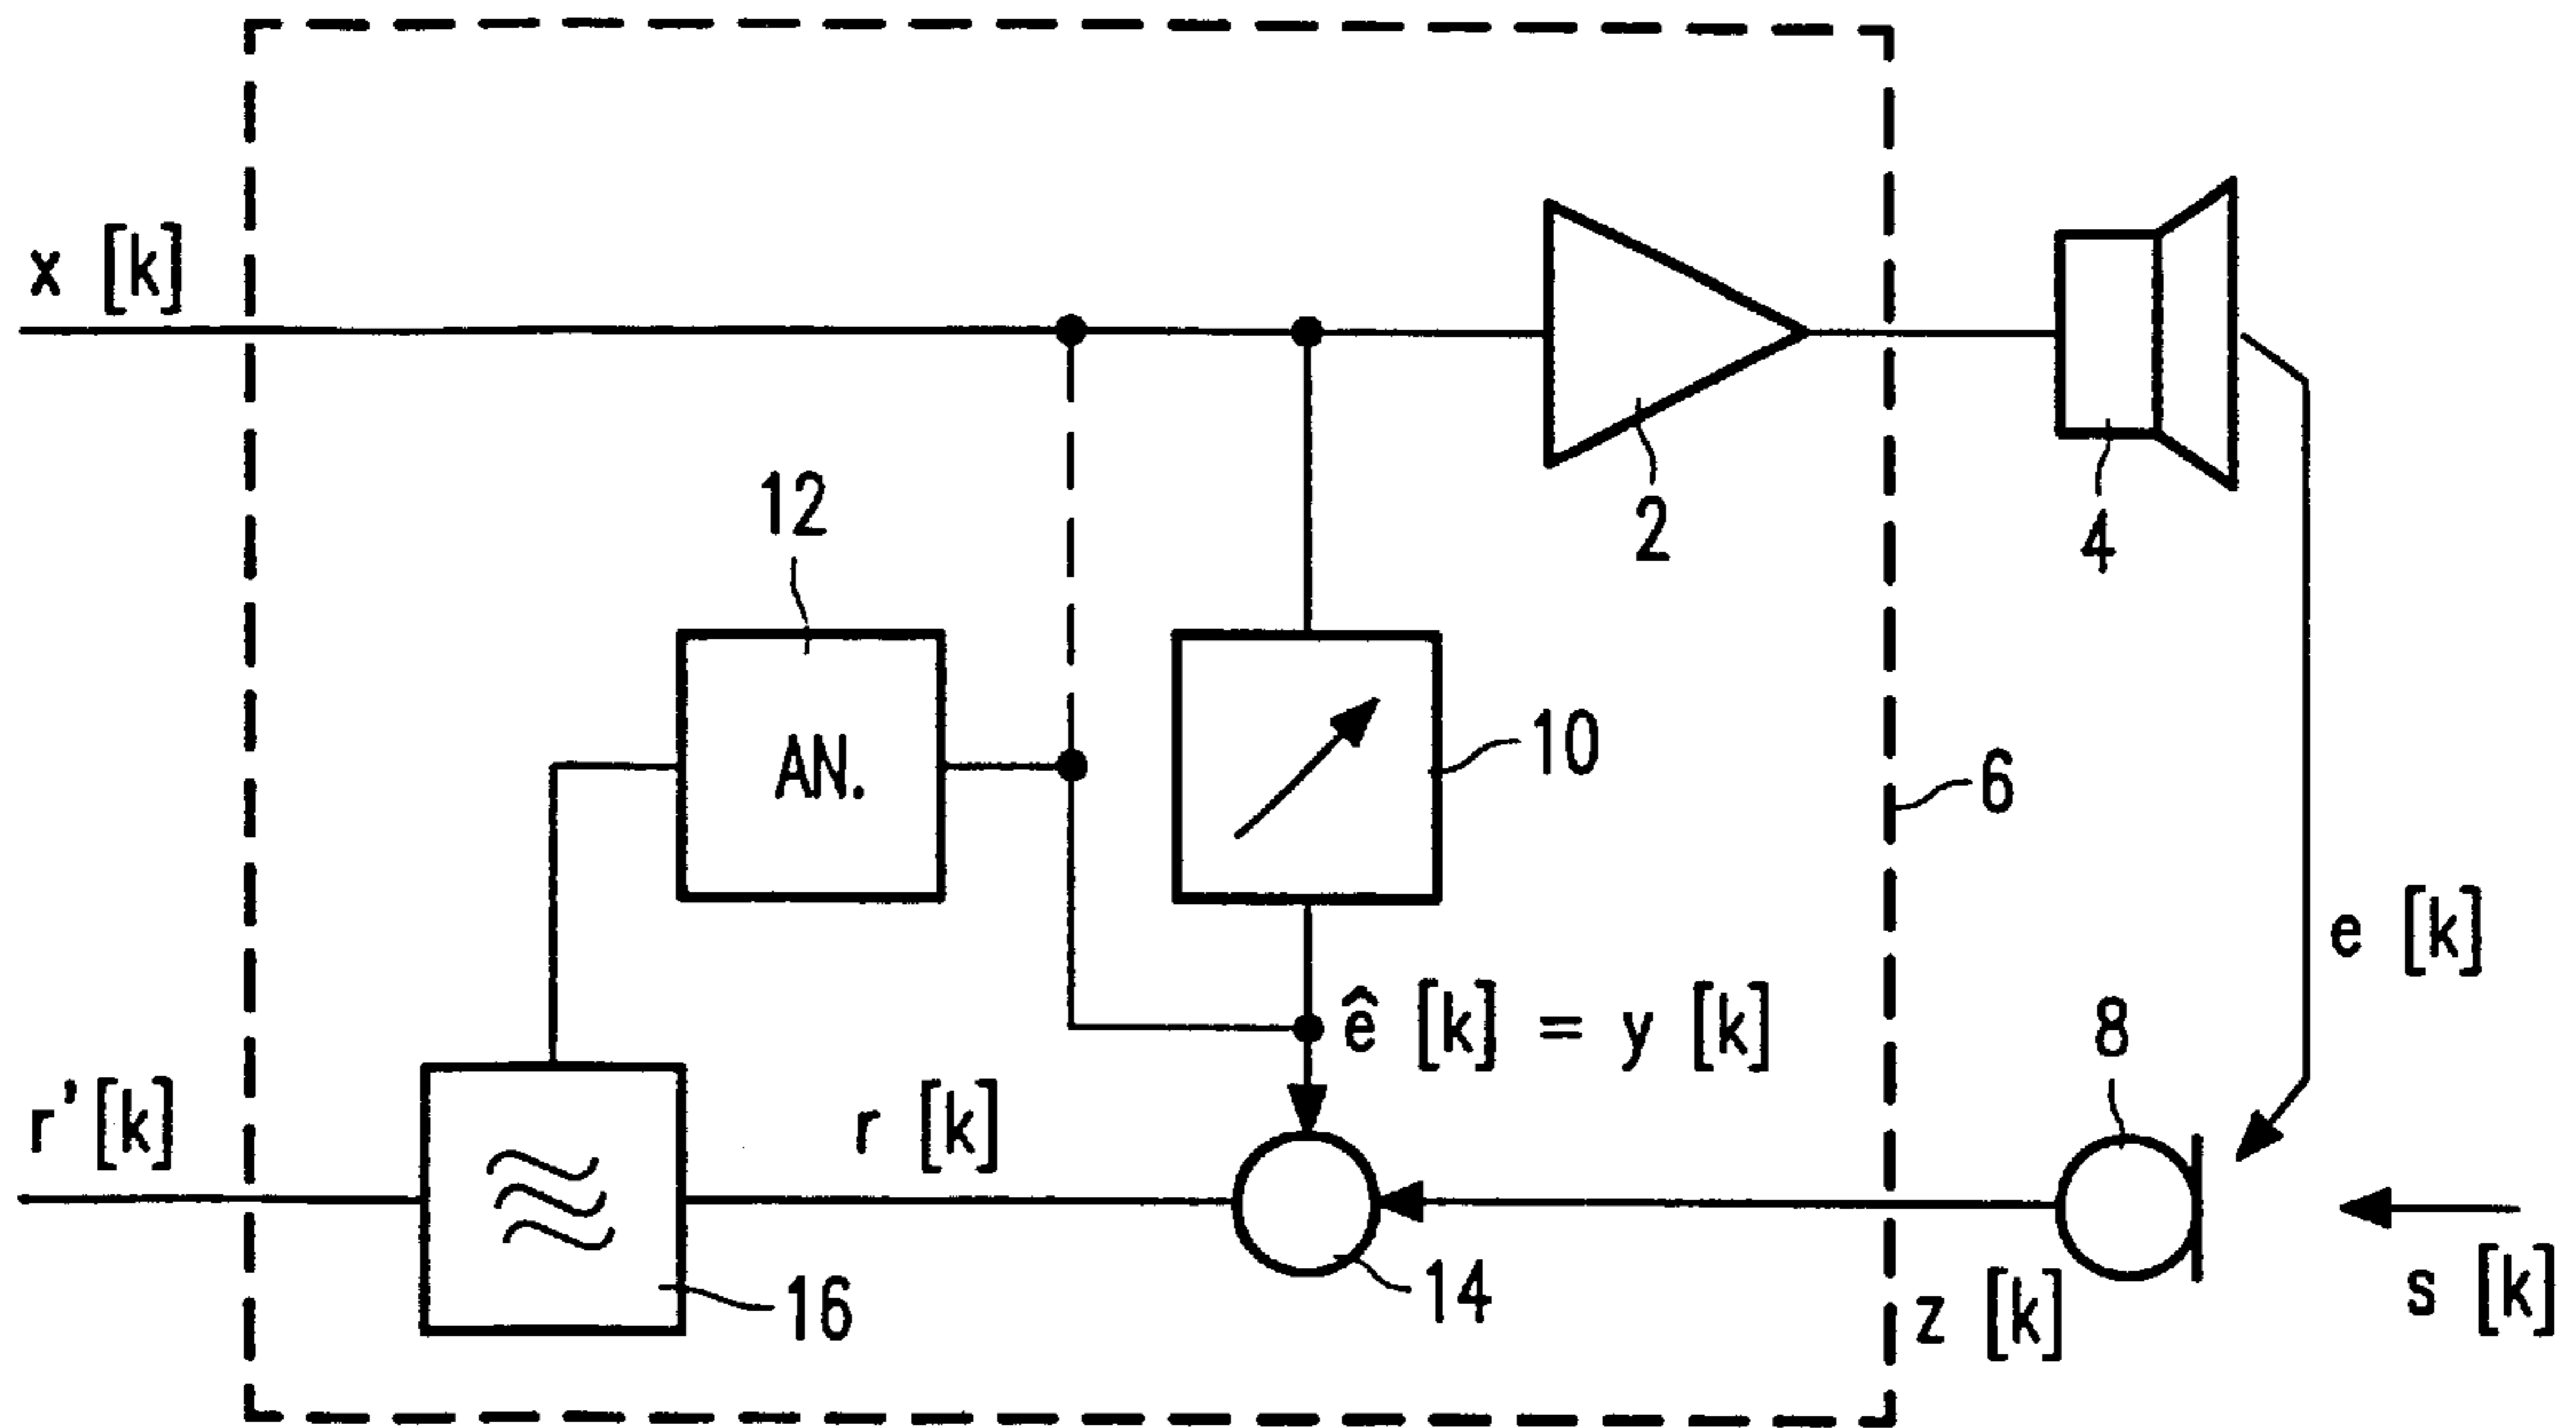 x [k]
2
4
12
AN.
10
6
e [k]
ê [k] = y [k]
8
r'[k]
r [k]
16
14
z [k]
s [k]